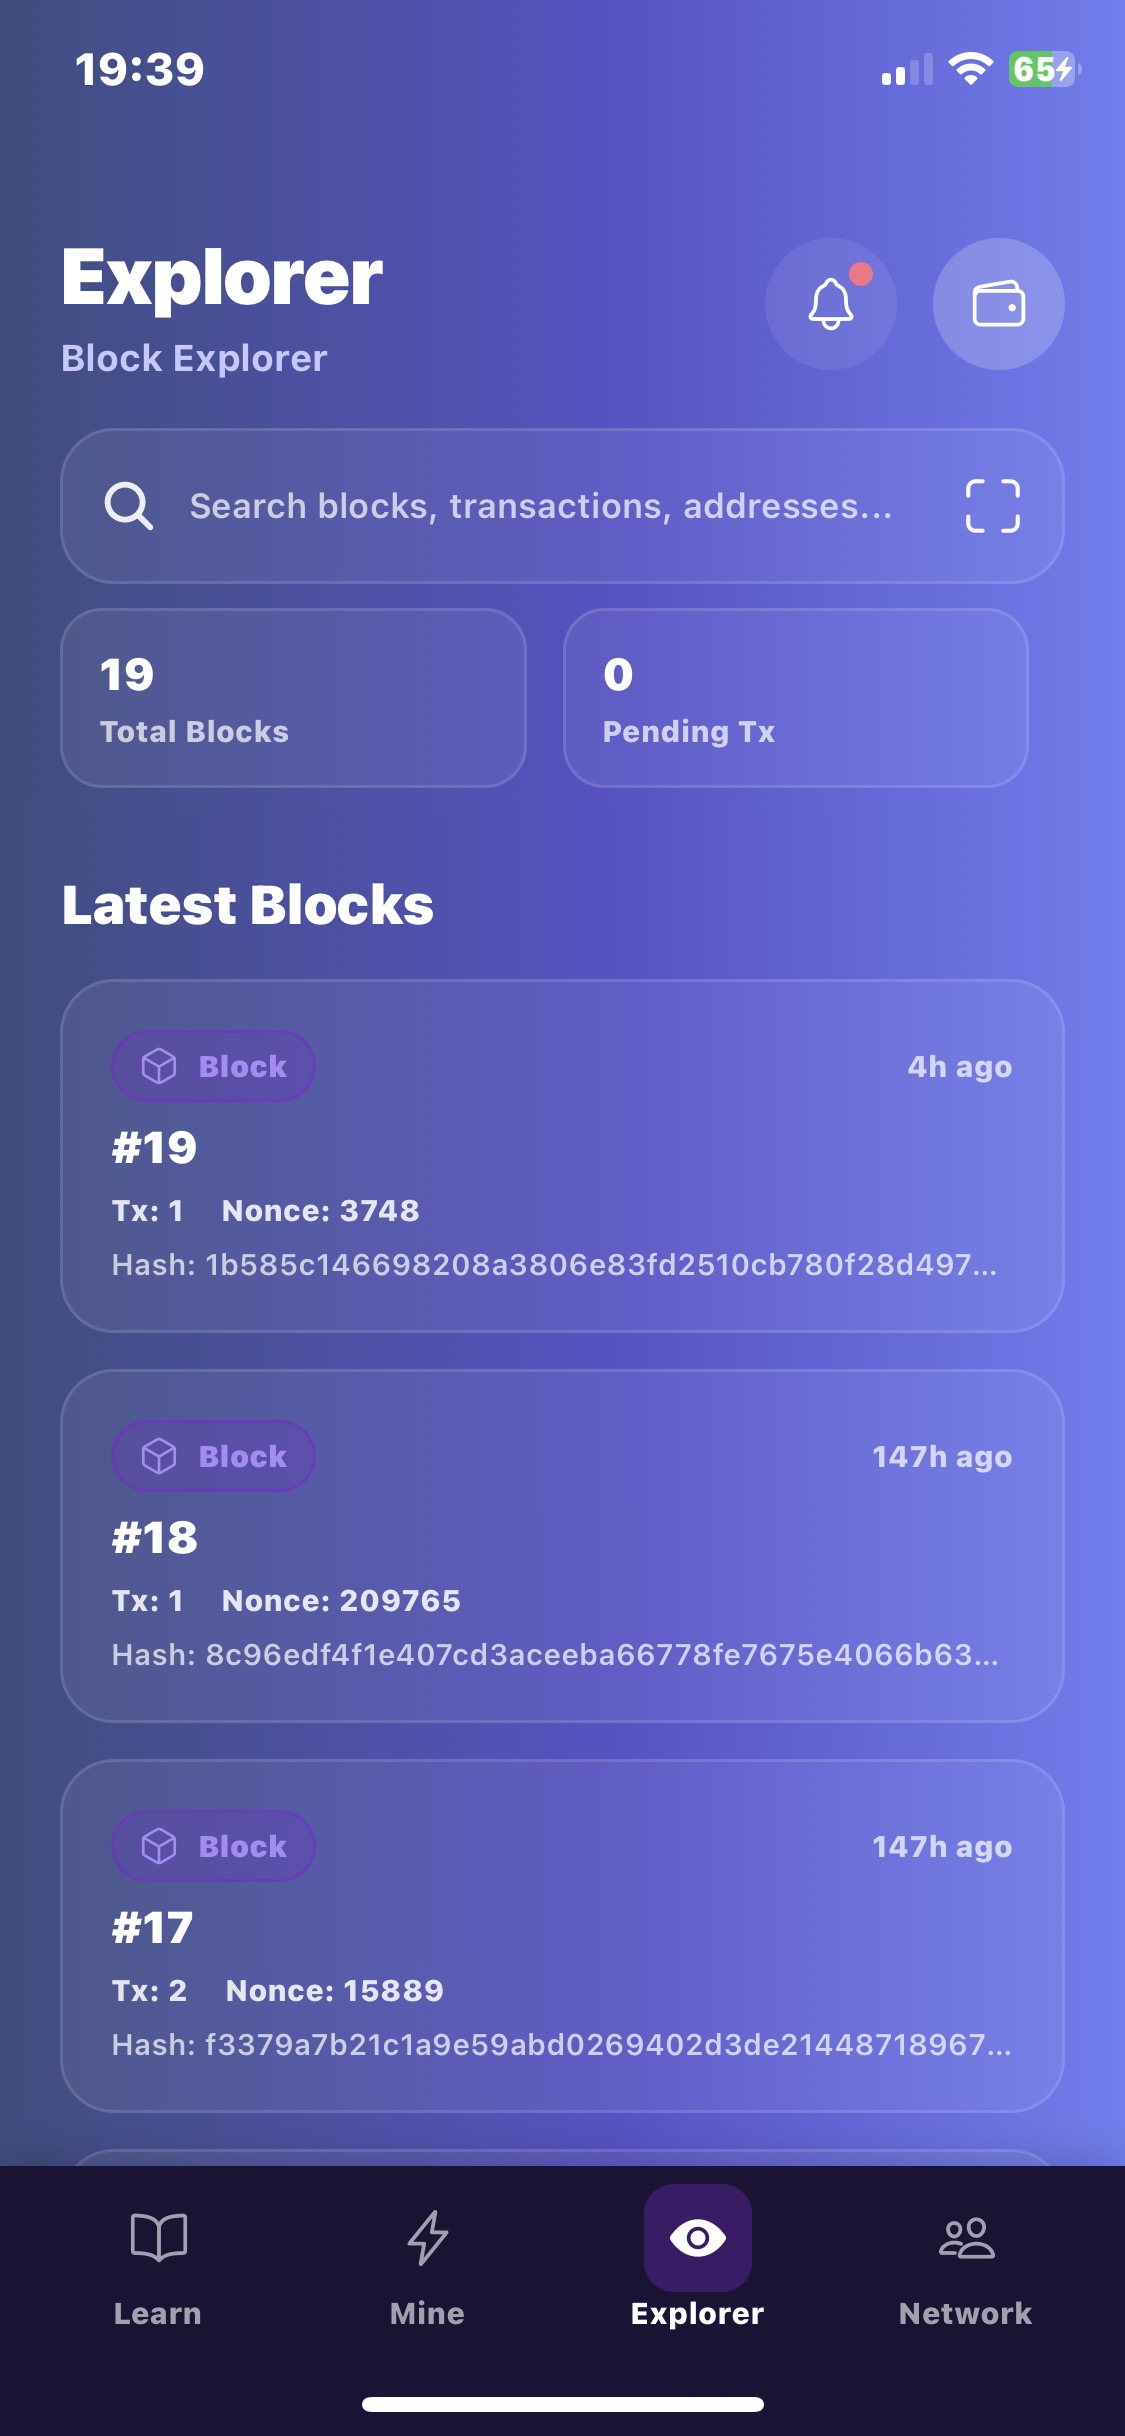 19:39
65
Explorer
Block Explorer
Search blocks, transactions, addresses...
19
Total Blocks
0
Pending Tx
Latest Blocks
Block
4h ago
#19
Tx: 1 Nonce: 3748
Hash: 1b585c146698208a3806e83fd2510cb780f28d497...
Block
147h ago
#18
Tx: 1 Nonce: 209765
Hash: 8c96edf4f1e407cd3aceeba66778fe7675e4066b63...
Block
147h ago
#17
Tx: 2 Nonce: 15889
Hash: f3379a7b21c1a9e59abd0269402d3de21448718967...
Learn
Mine
Explorer
Network